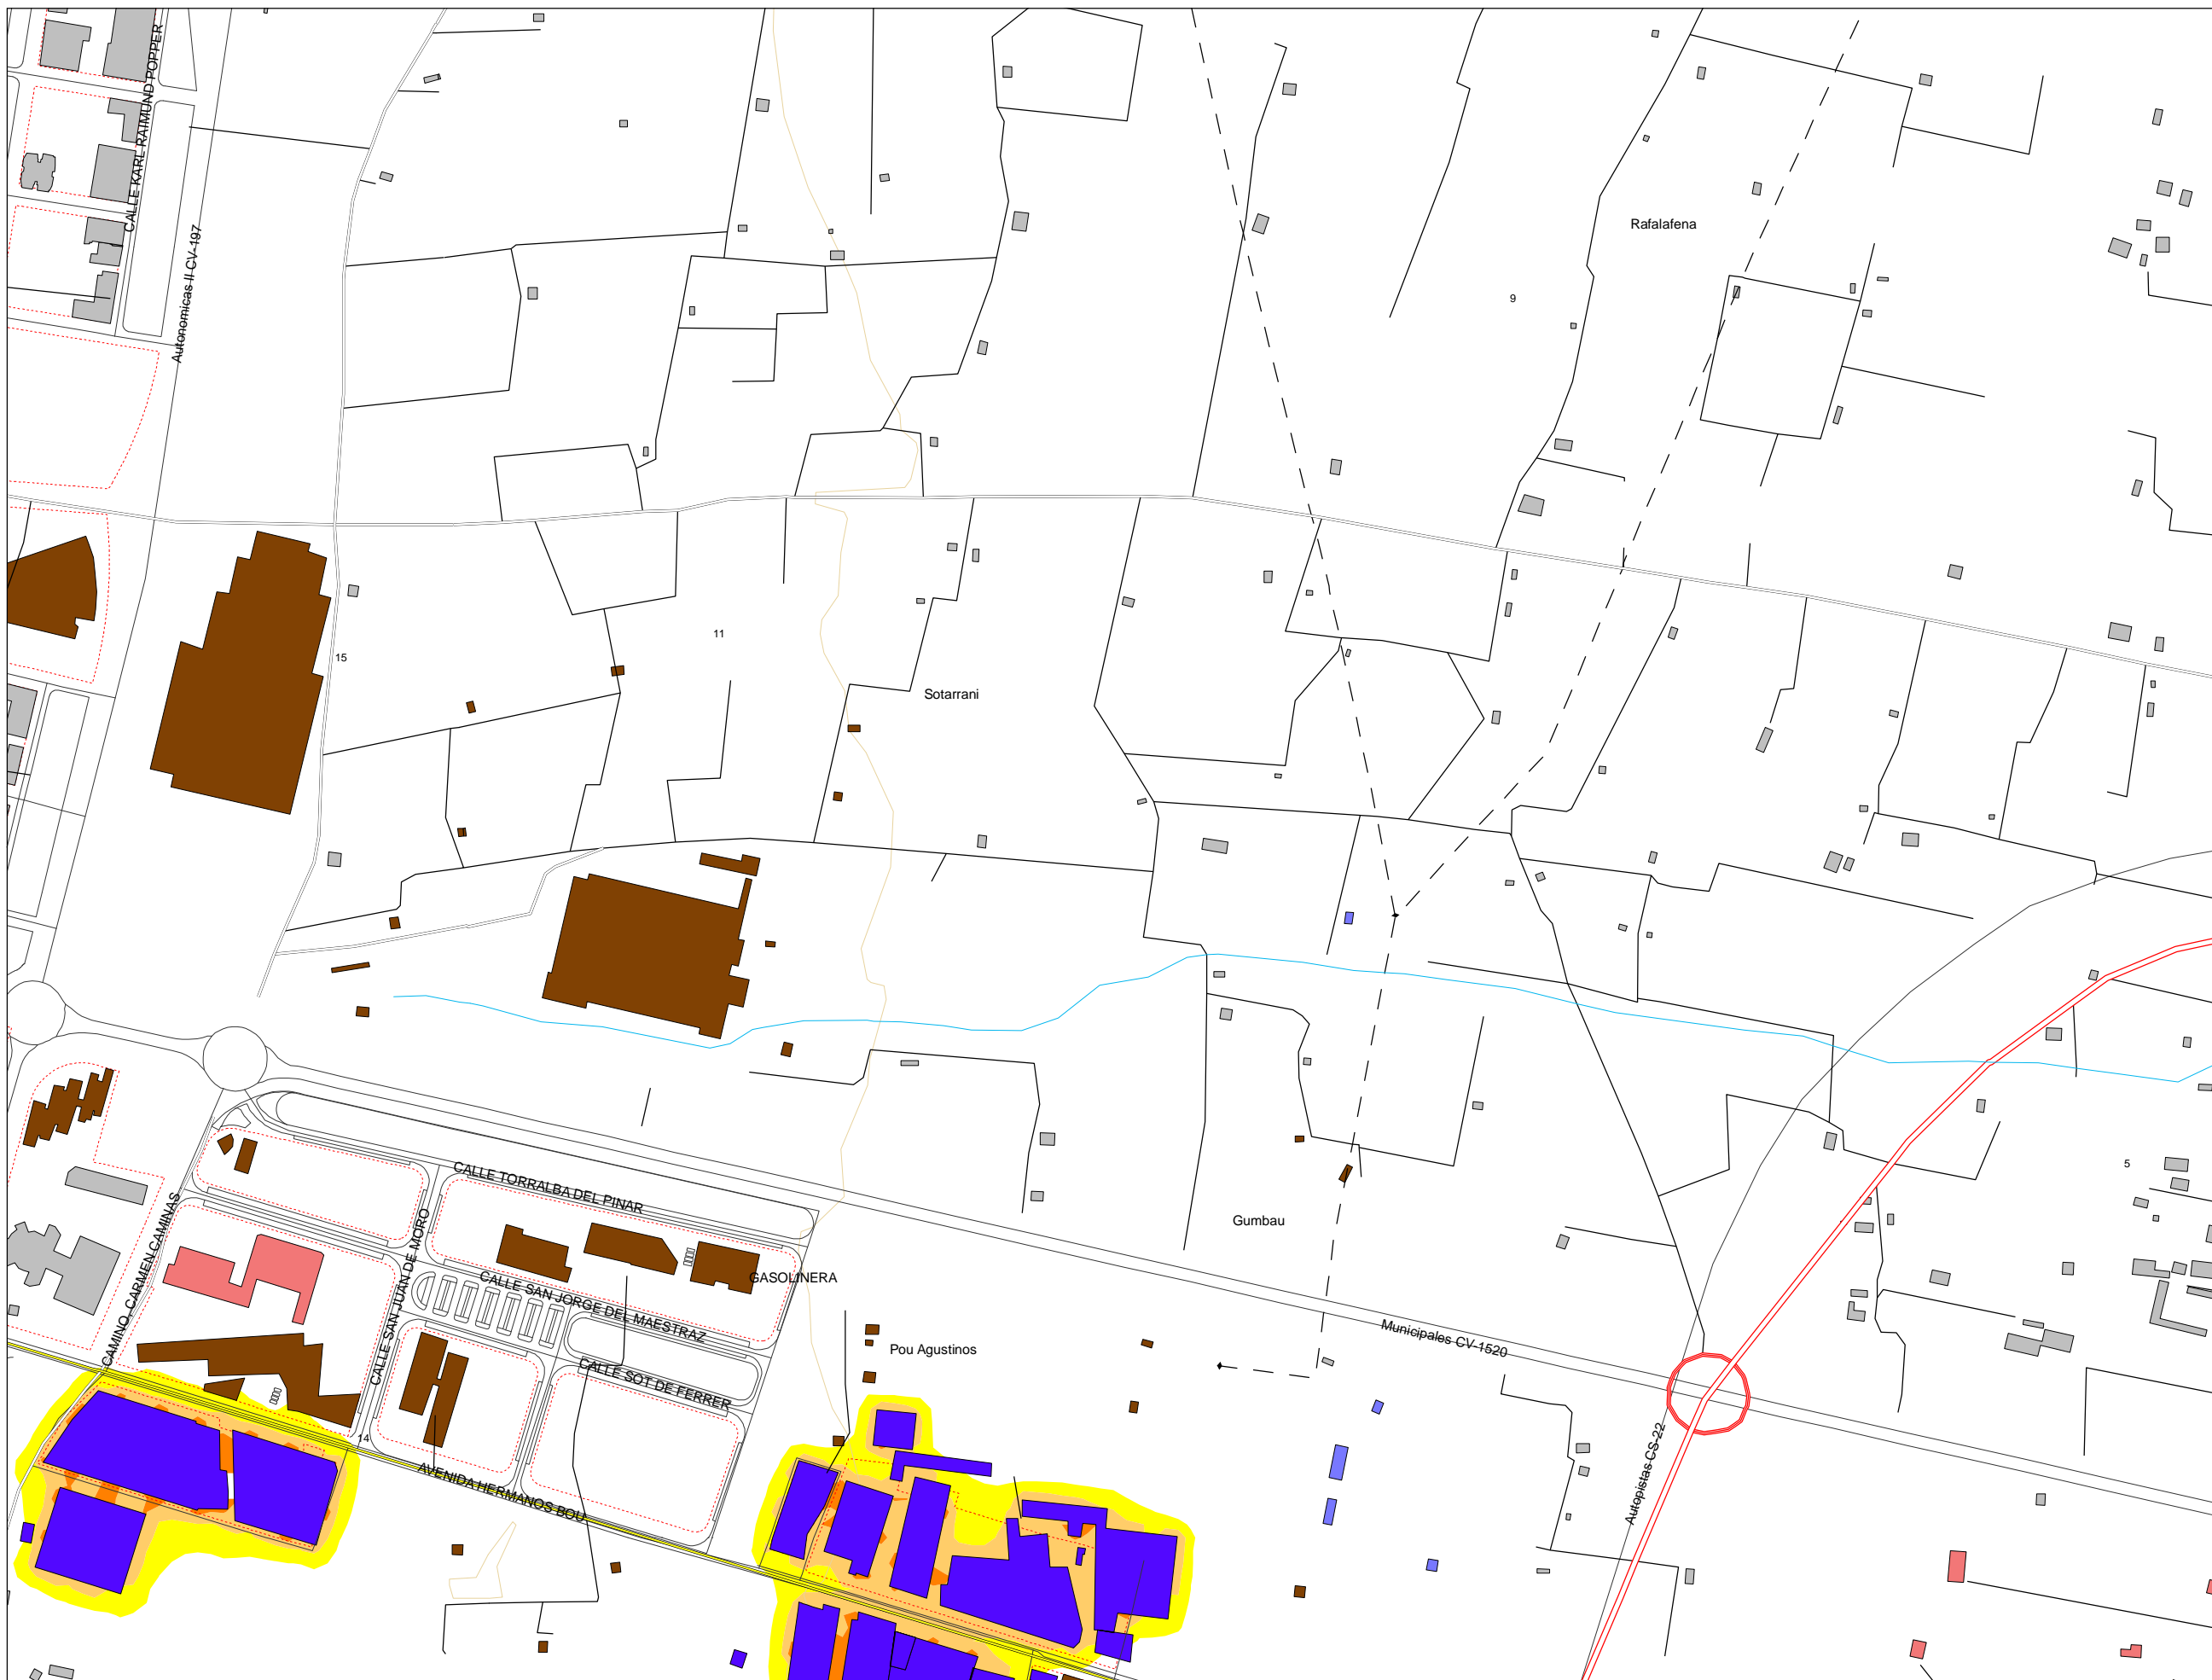 CALLE KARL RAIMUND POPPER
Autonomicas II CV-197
Rafalafena
9
11
15
Sotarrani
5
CALLE TORRALBA DEL PINAR
CAMINO, CARMEN CAMINAS
CALLE SAN JUAN DE MORO
Gumbau
GASOLINERA
CALLE SAN JORGE DEL MAESTRAZ
Municipales CV-1520
Pou Agustinos
CALLE SOT DE FERRER
14
AVENIDA HERMANOS BOU
Autopistas CS-22